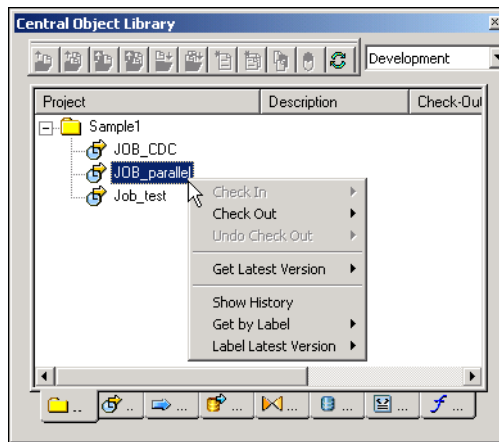 Central Object Library
Development
Project Description Check-Ou
Sample1
JOB_CDC
JOB_parallel
Job_test
Check In
Check Out
Undo Check Out
Get Latest Version
Show History
Get by Label
Label Latest Version
.. .. ... ... ... ... ... ...